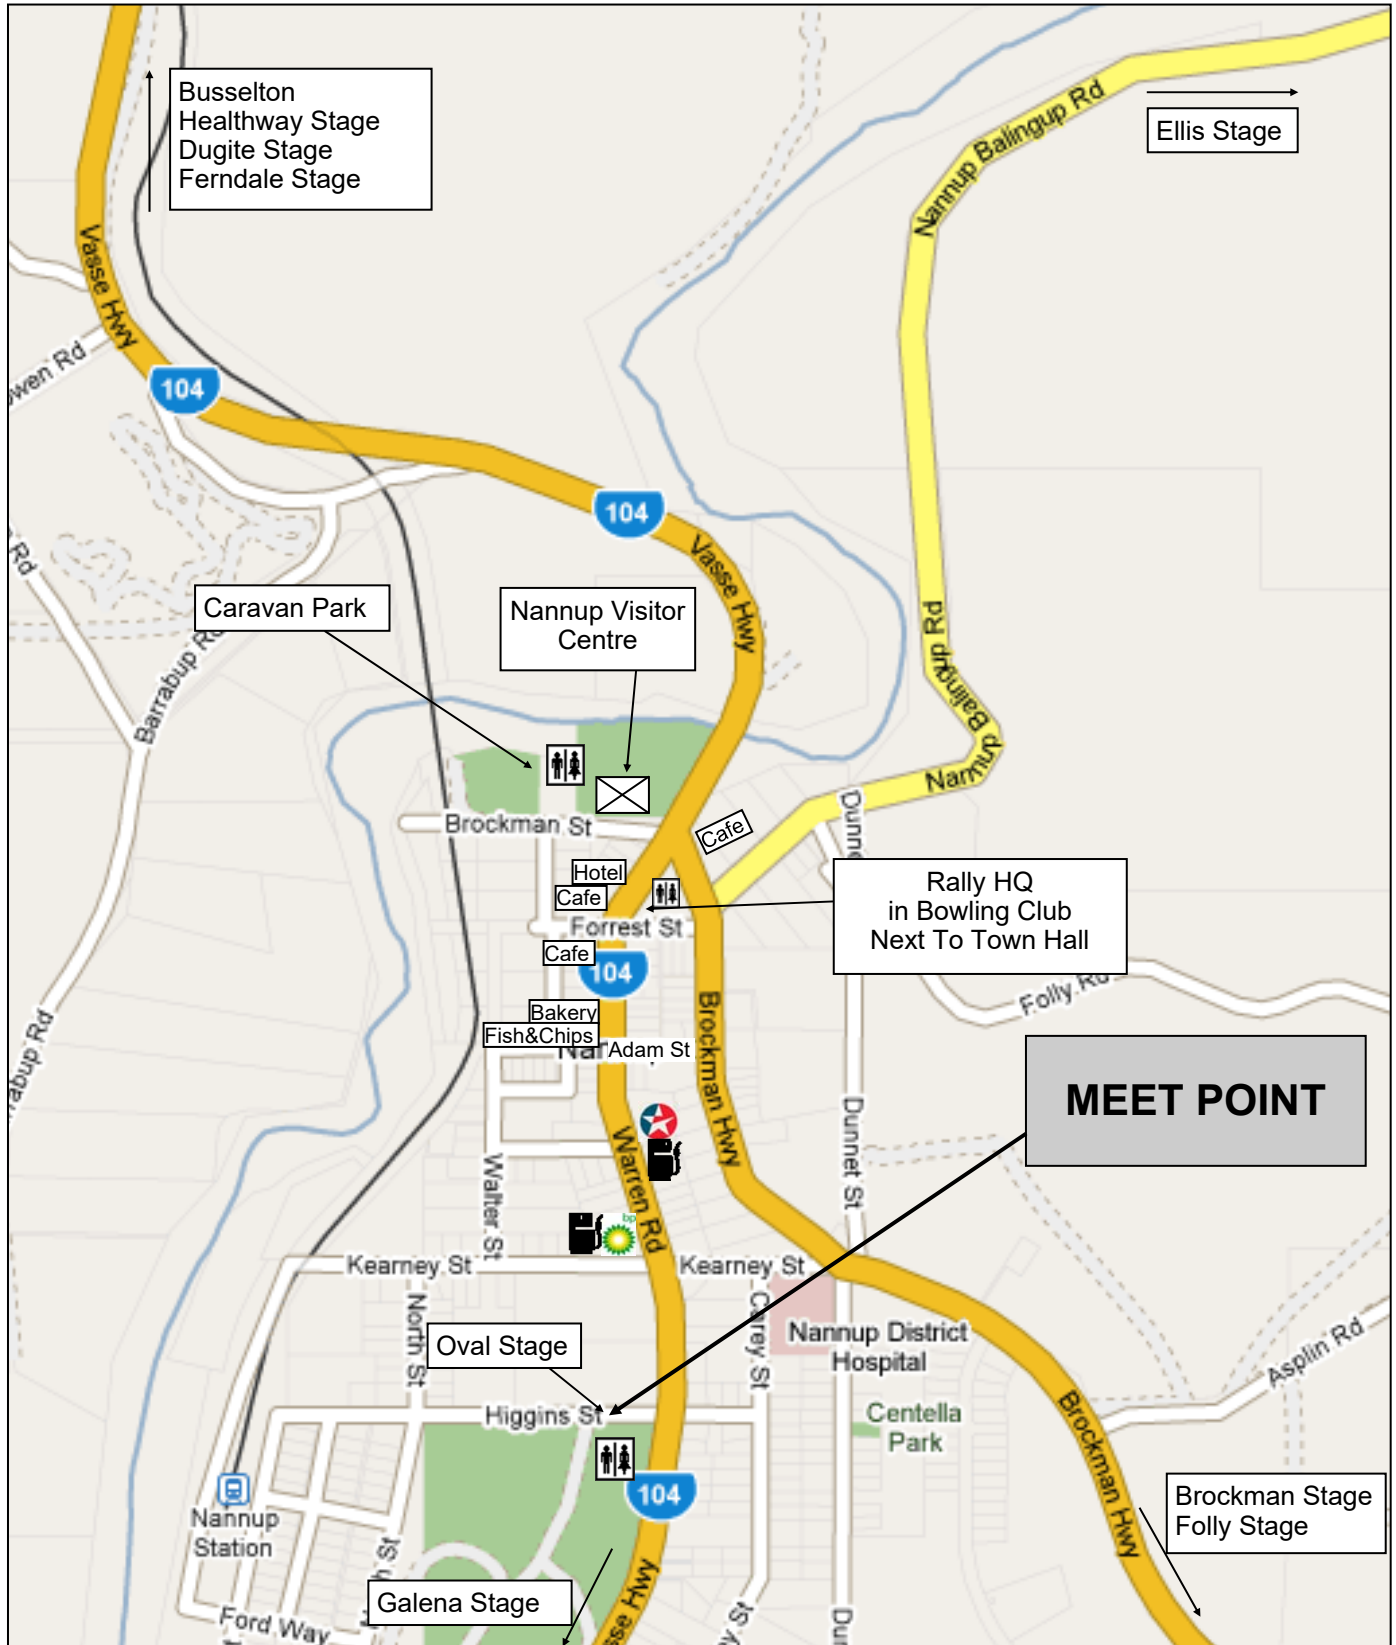 Busselton
Healthway Stage
Dugite Stage
Ferndale Stage
Nannup Balingup Rd
Ellis Stage
Vasse Hwy
104
104
Vasse Hwy
Rd
Caravan Park
Nannup Visitor
Centre
Barrabup
Nannup Balingup Rd
Brockman St
Cafe
Hotel
Cafe
Forrest St
Rally HQ
in Bowling Club
Next To Town Hall
Cafe
104
Folly Rd
Bakery
Fish&Chips
Adam St
Brockman Hwy
MEET POINT
Dunnet St
Warren Rd
Walter St
bp
Kearney St
Kearney St
North St
Carey St
Oval Stage
Nannup District
Hospital
Asplin Rd
Higgins St
Centella
Park
Brockman Hwy
104
Nannup
Station
Brockman Stage
Folly Stage
Galena Stage
Ford Way
Hwy
St
St